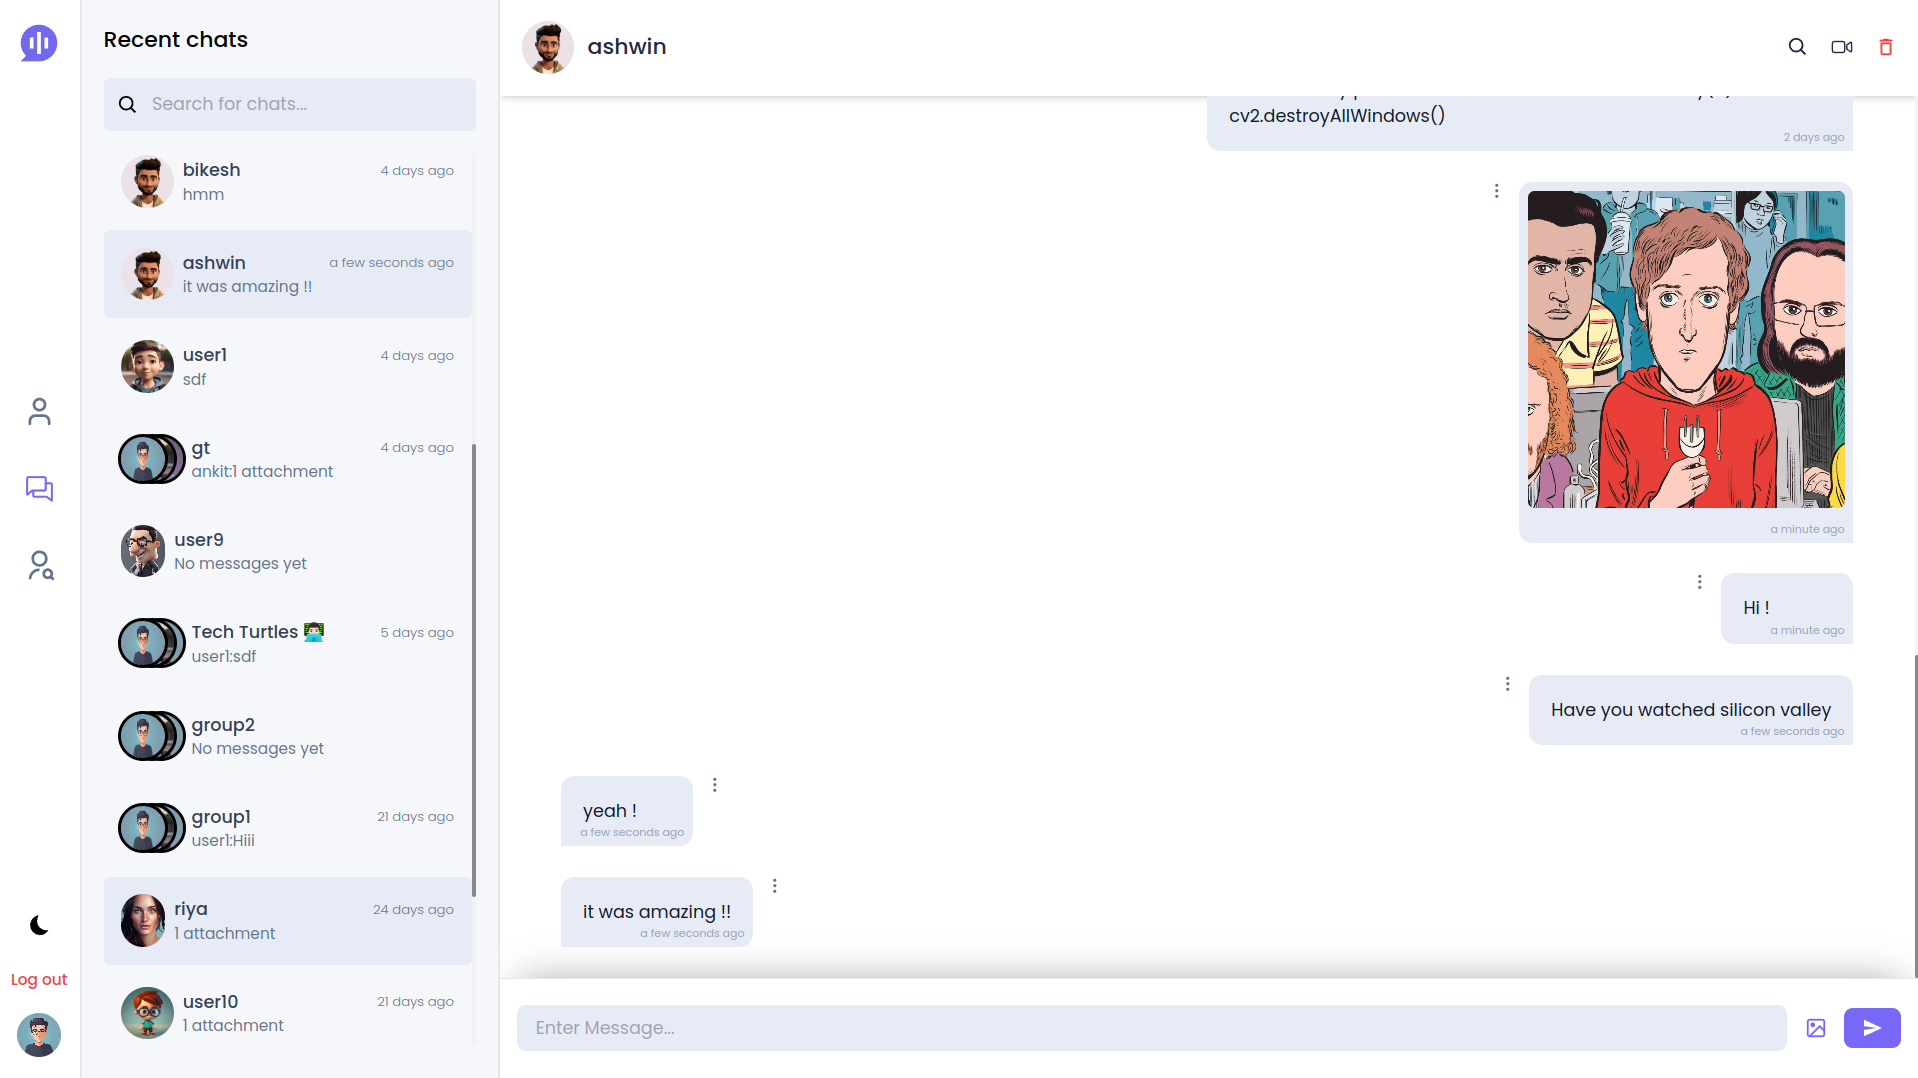 Recent chats
Search for chats...
bikesh
4 days ago
hmm
ashwin
a few seconds ago
it was amazing !!
user1
4 days ago
sdf
gt
4 days ago
ankit:1 attachment
user9
No messages yet
Tech Turtles 👨🏻‍💻
5 days ago
user1:sdf
group2
No messages yet
group1
21 days ago
user1:Hiii
riya
24 days ago
1 attachment
user10
21 days ago
1 attachment
Log out
ashwin
cv2.destroyAllWindows()
2 days ago
a minute ago
Hi !
a minute ago
Have you watched silicon valley
a few seconds ago
yeah !
a few seconds ago
it was amazing !!
a few seconds ago
Enter Message...